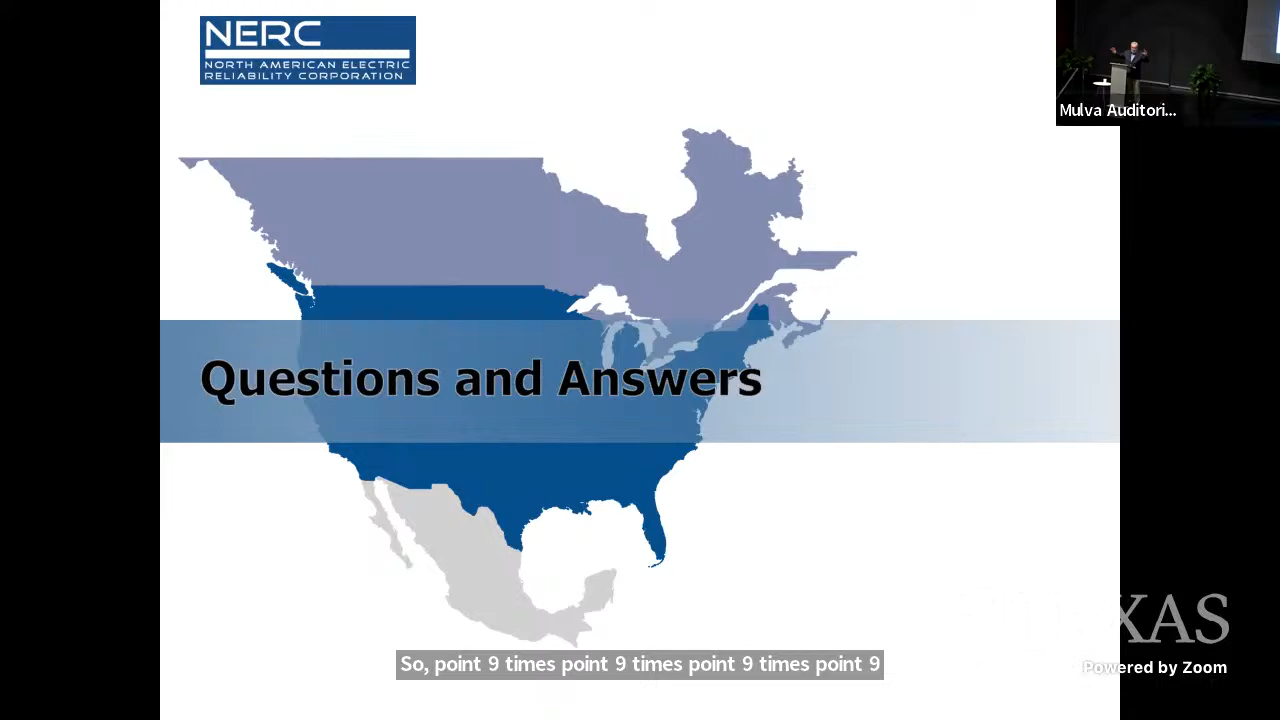 NERC
NORTH AMERICAN ELECTRIC
RELIABILITY CORPORATION
Mulva Auditori...
Questions and Answers
XAS
So, point 9 times point 9 times point 9 times point 9
Powered by Zoom